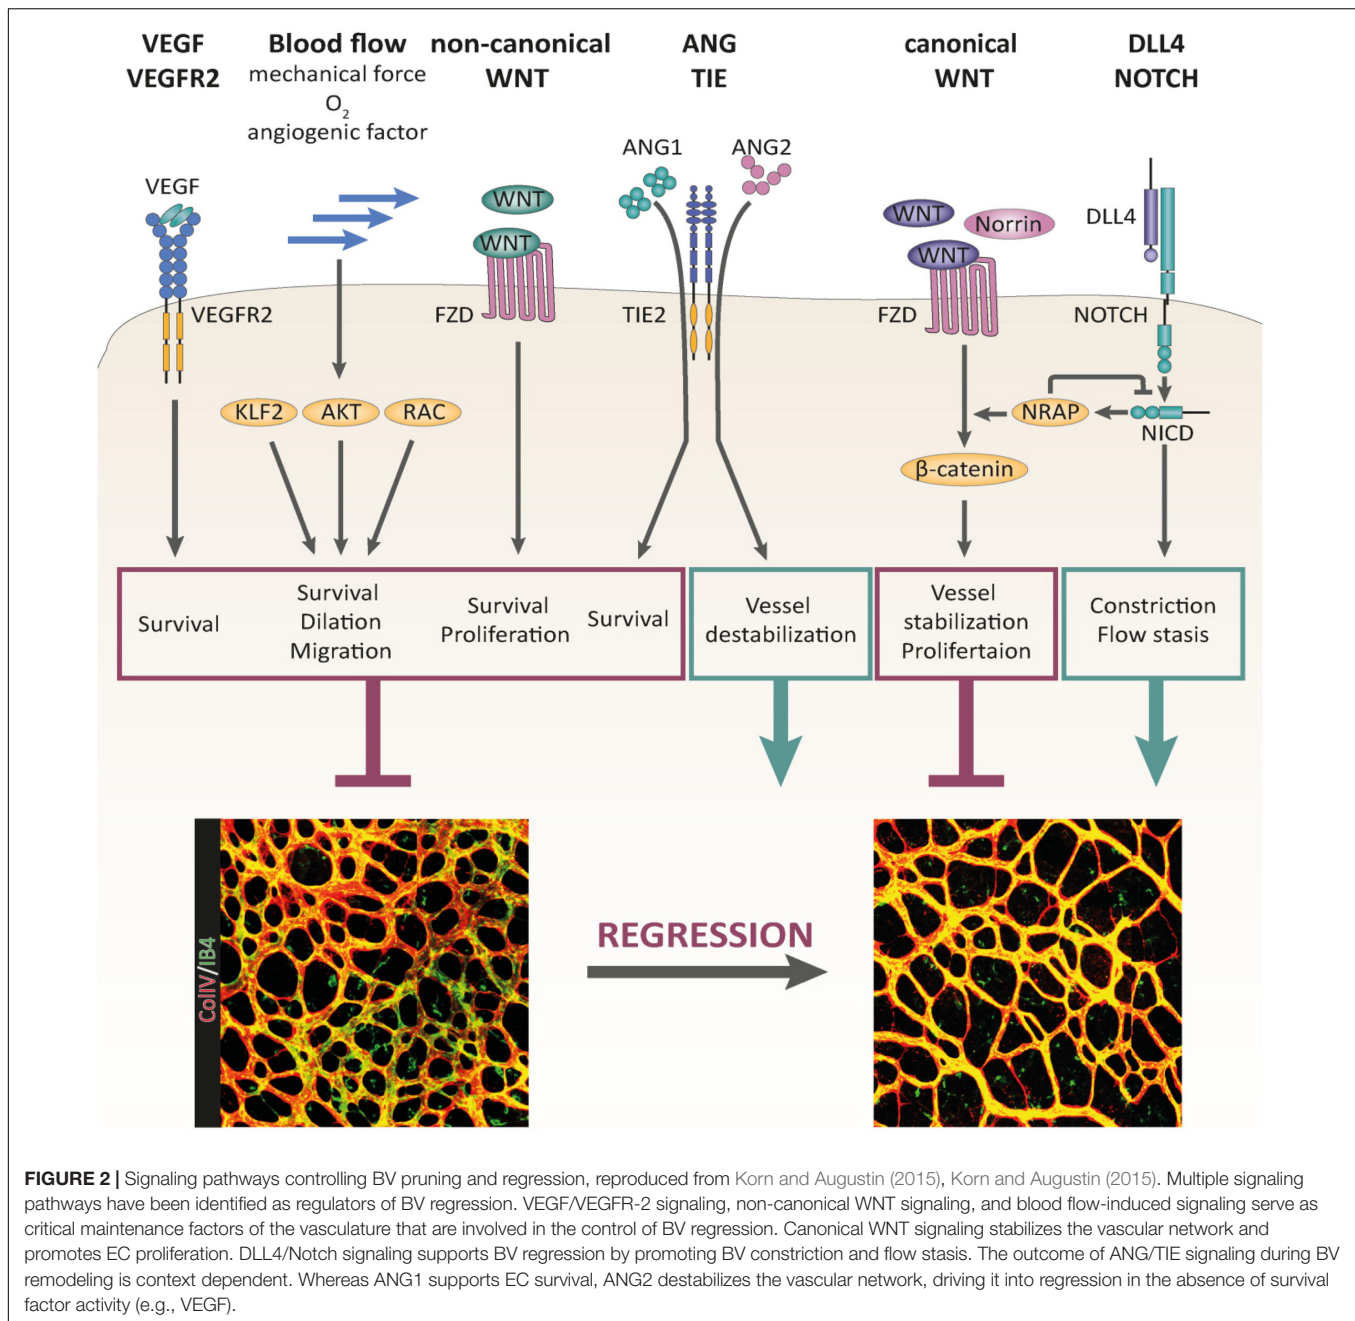 VEGF
VEGFR2
Blood flow
mechanical force
O2
angiogenic factor
non-canonical
WNT
ANG
TIE
canonical
WNT
DLL4
NOTCH
VEGF
VEGFR2
KLF2
AKT
RAC
WNT
WNT
FZD
ANG1
ANG2
TIE2
WNT
Norrin
WNT
FZD
DLL4
NOTCH
NRAP
NICD
β-catenin
Survival
Survival
Dilation
Migration
Survival
Proliferation
Survival
Vessel
destabilization
Vessel
stabilization
Prolifertaion
Constriction
Flow stasis
ColIV/IB4
REGRESSION
FIGURE 2 | Signaling pathways controlling BV pruning and regression, reproduced from Korn and Augustin (2015), Korn and Augustin (2015). Multiple signaling
pathways have been identified as regulators of BV regression. VEGF/VEGFR-2 signaling, non-canonical WNT signaling, and blood flow-induced signaling serve as
critical maintenance factors of the vasculature that are involved in the control of BV regression. Canonical WNT signaling stabilizes the vascular network and
promotes EC proliferation. DLL4/Notch signaling supports BV regression by promoting BV constriction and flow stasis. The outcome of ANG/TIE signaling during BV
remodeling is context dependent. Whereas ANG1 supports EC survival, ANG2 destabilizes the vascular network, driving it into regression in the absence of survival
factor activity (e.g., VEGF).